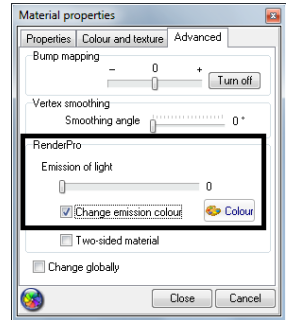 Material properties
Properties Colour and texture Advanced
Bump mapping
- 0 +
Turn off
Vertex smoothing
Smoothing angle 0 °
RenderPro
Emission of light
0
Change emission colour Colour
Two-sided material
Change globally
Close Cancel